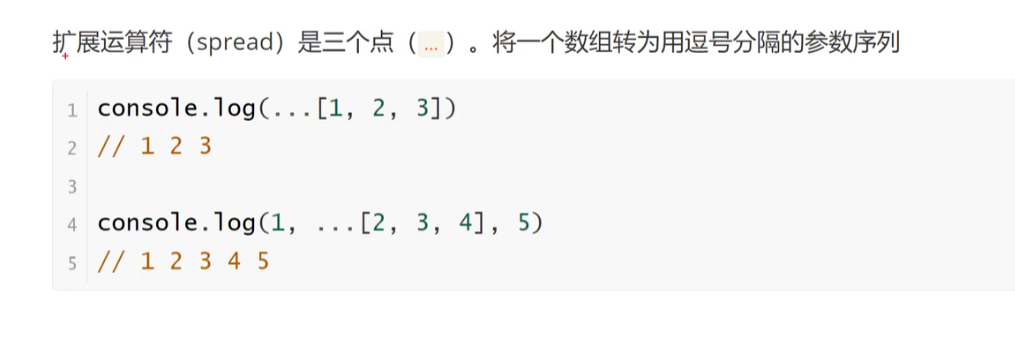 扩展运算符（spread）是三个点（...）。将一个数组转为用逗号分隔的参数序列
1 console.log(...[1, 2, 3])
2 // 1 2 3
3
4 console.log(1, ...[2, 3, 4], 5)
5 // 1 2 3 4 5